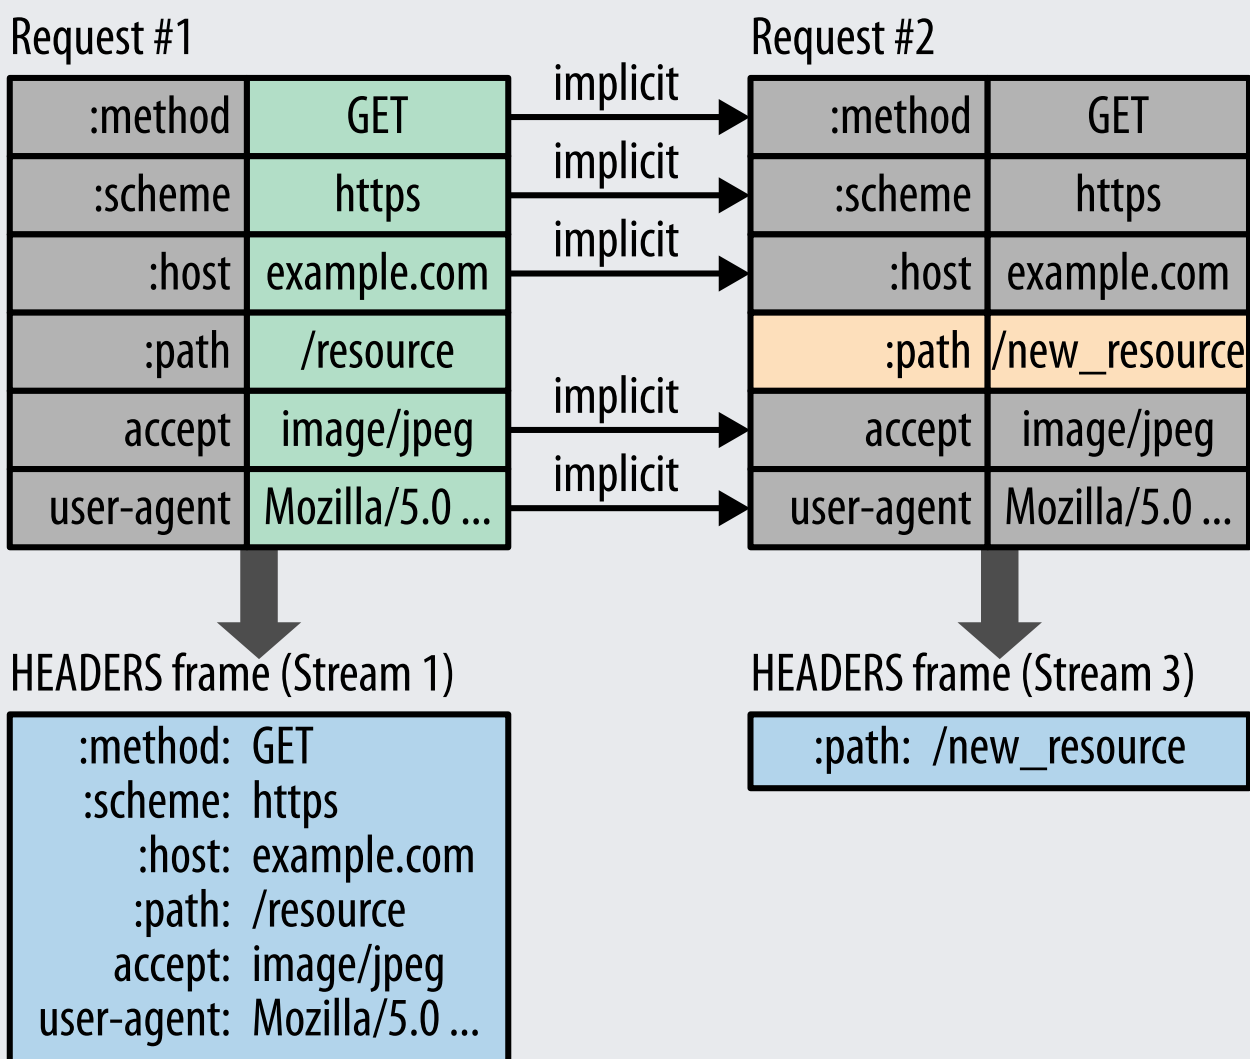 Request #1
:method GET
:scheme https
:host example.com
:path /resource
accept image/jpeg
user-agent Mozilla/5.0 ...
implicit
implicit
implicit
implicit
implicit
Request #2
:method GET
:scheme https
:host example.com
:path /new_resource
accept image/jpeg
user-agent Mozilla/5.0 ...
HEADERS frame (Stream 1)
:method: GET
:scheme: https
:host: example.com
:path: /resource
accept: image/jpeg
user-agent: Mozilla/5.0 ...
HEADERS frame (Stream 3)
:path: /new_resource